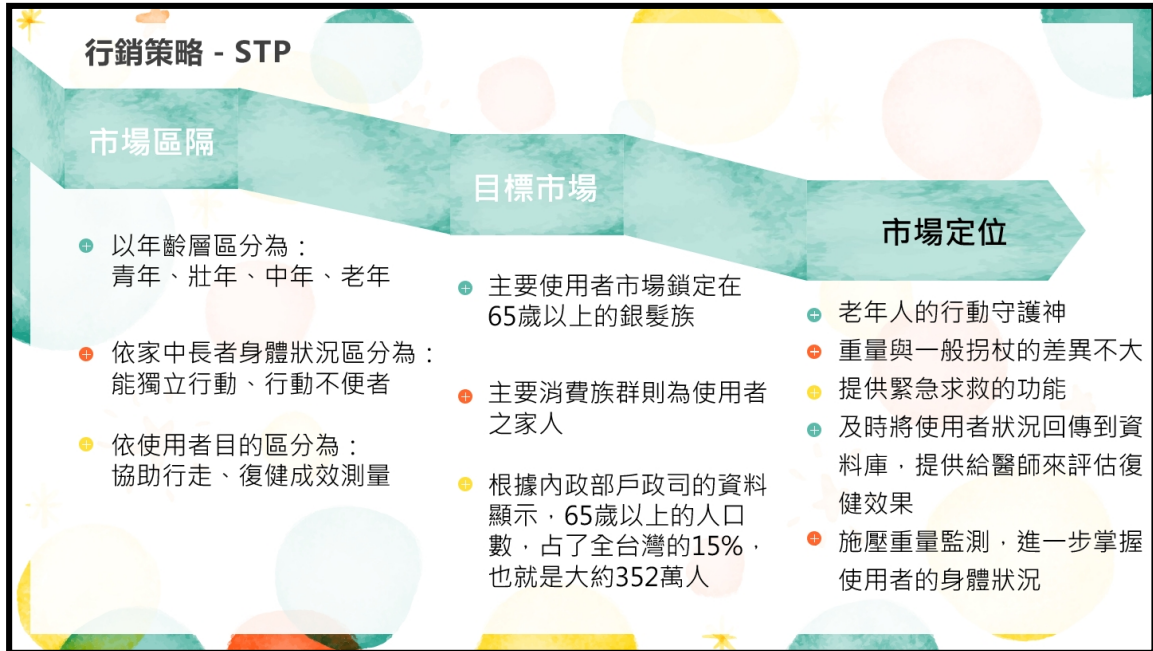 行銷策略 - STP
市場區隔
以年齡層區分為：
青年、壯年、中年、老年
依家中長者身體狀況區分為：
能獨立行動、行動不便者
依使用者目的區分為：
協助行走、復健成效測量
目標市場
主要使用者市場鎖定在
65歲以上的銀髮族
主要消費族群則為使用者
之家人
根據內政部戶政司的資料
顯示，65歲以上的人口
數，占了全台灣的15%，
也就是大約352萬人
市場定位
老年人的行動守護神
重量與一般拐杖的差異不大
提供緊急求救的功能
及時將使用者狀況回傳到資
料庫，提供給醫師來評估復
健效果
施壓重量監測，進一步掌握
使用者的身體狀況